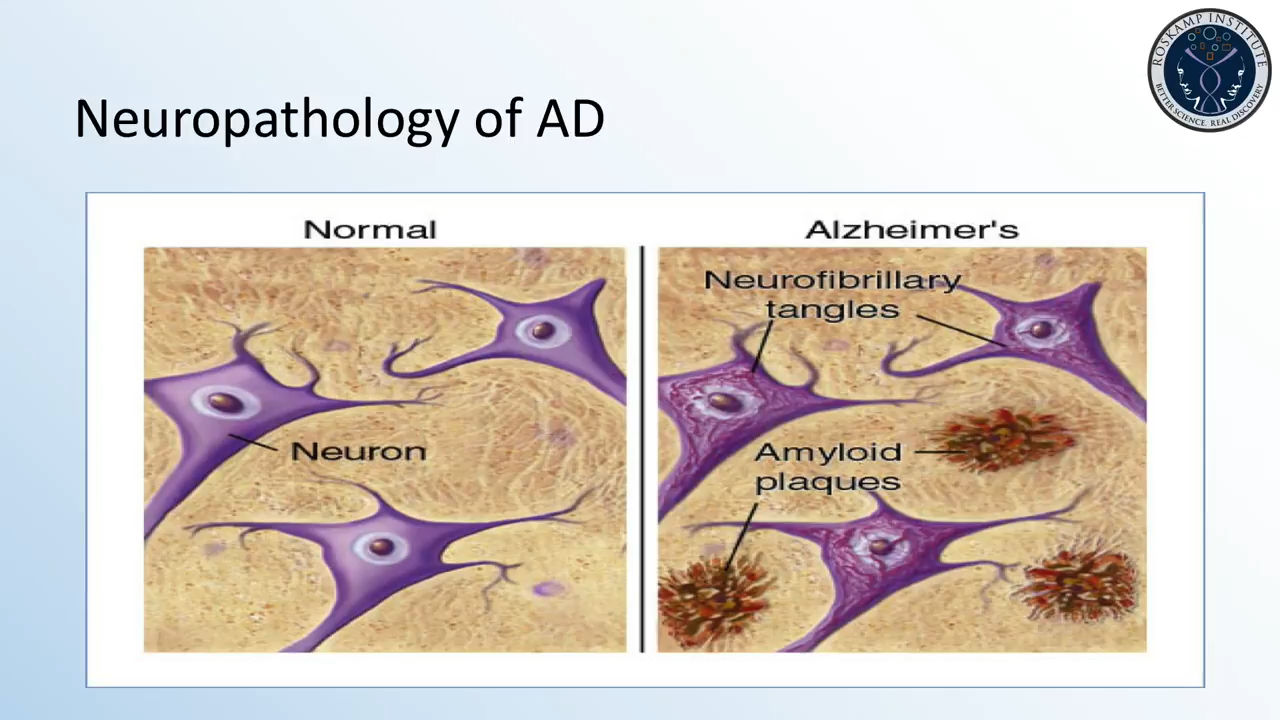 ROSKAMP INSTITUTE
BETTER SCIENCE. REAL DISCOVERY
Neuropathology of AD
Normal
Alzheimer's
Neurofibrillary
tangles
Neuron
Amyloid
plaques